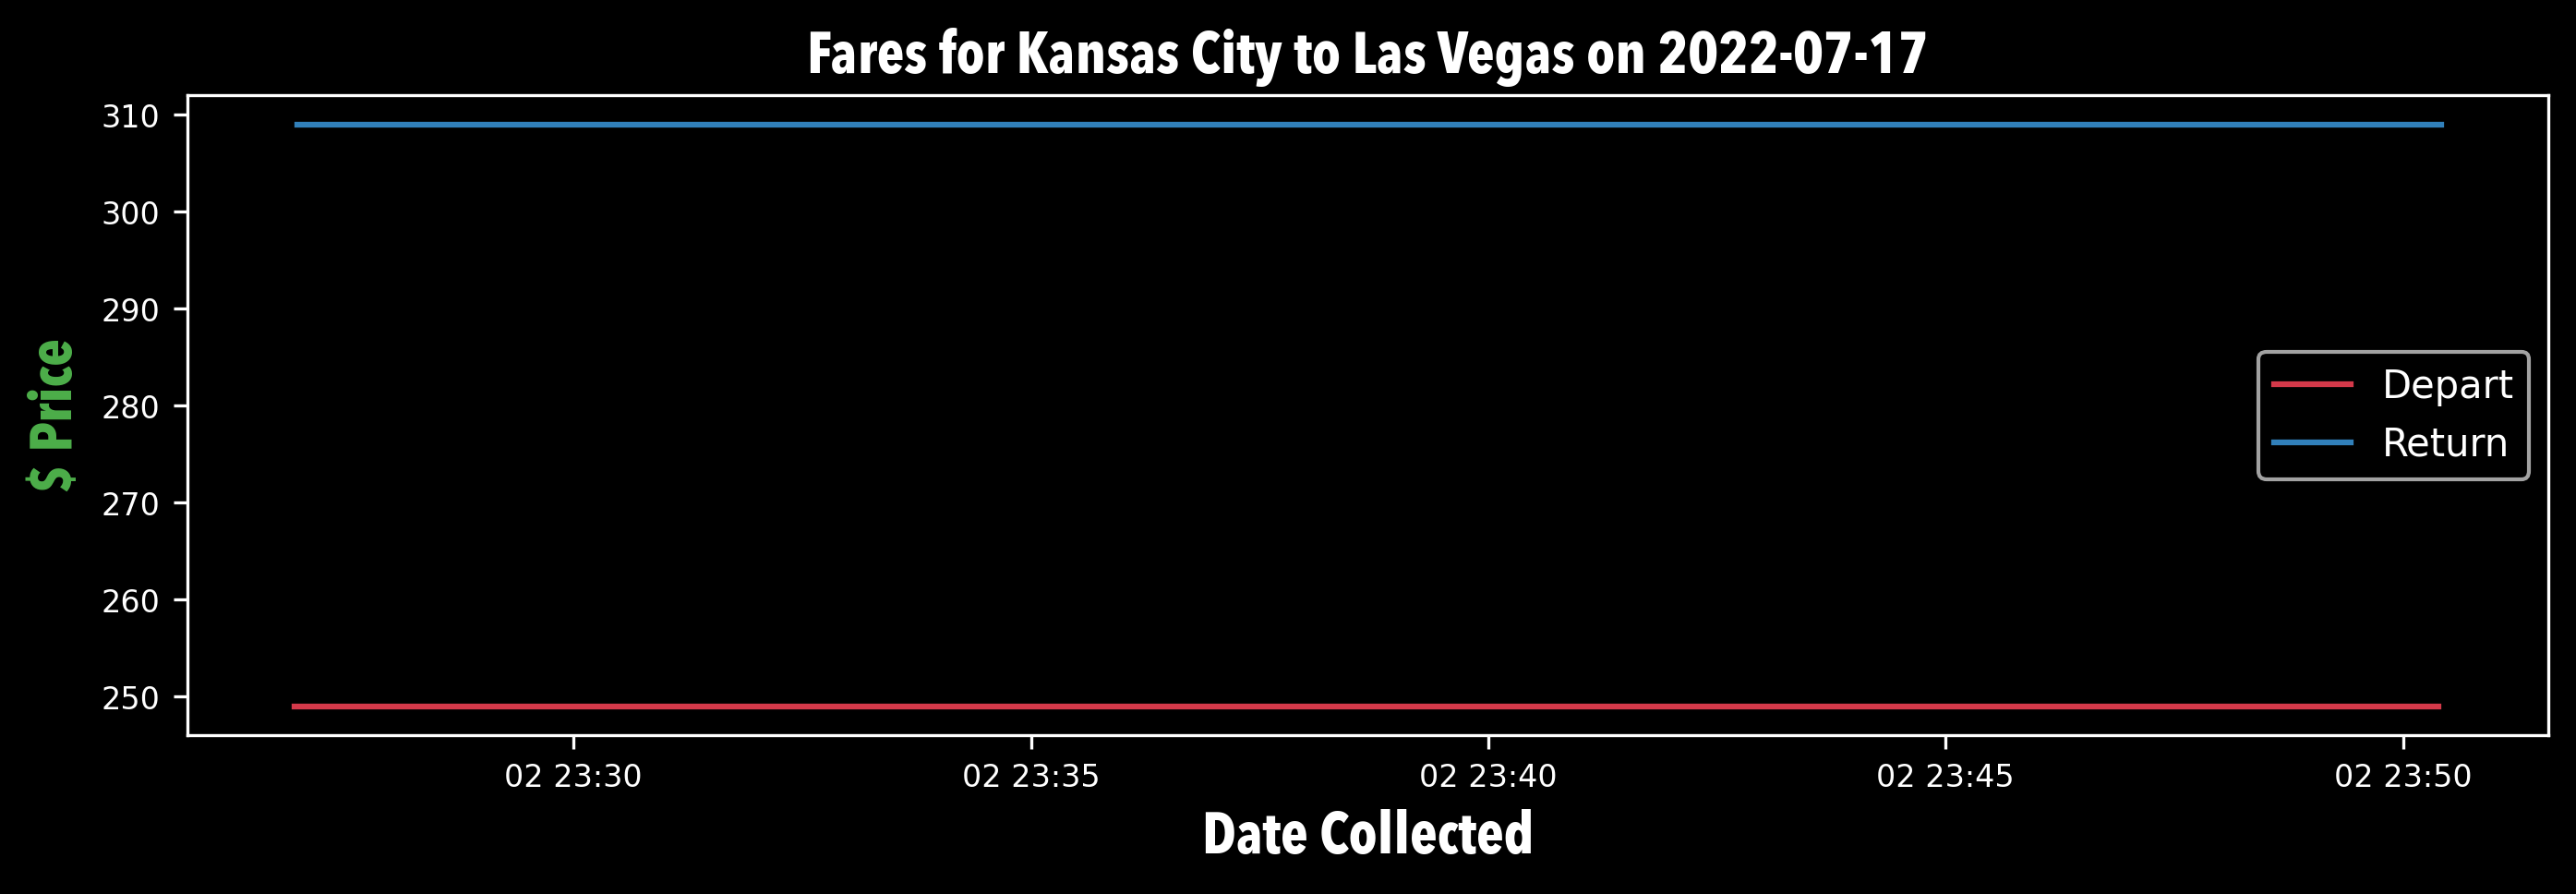 Fares for Kansas City to Las Vegas on 2022-07-17
$ Price
310
300
290
280
270
260
250
Depart
Return
02 23:30
02 23:35
02 23:40
02 23:45
02 23:50
Date Collected